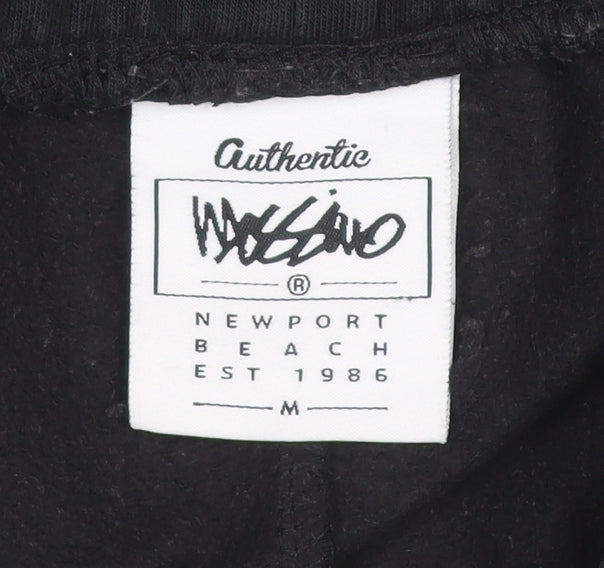 Authentic
Mossimo
®
NEWPORT
BEACH
EST 1986
M